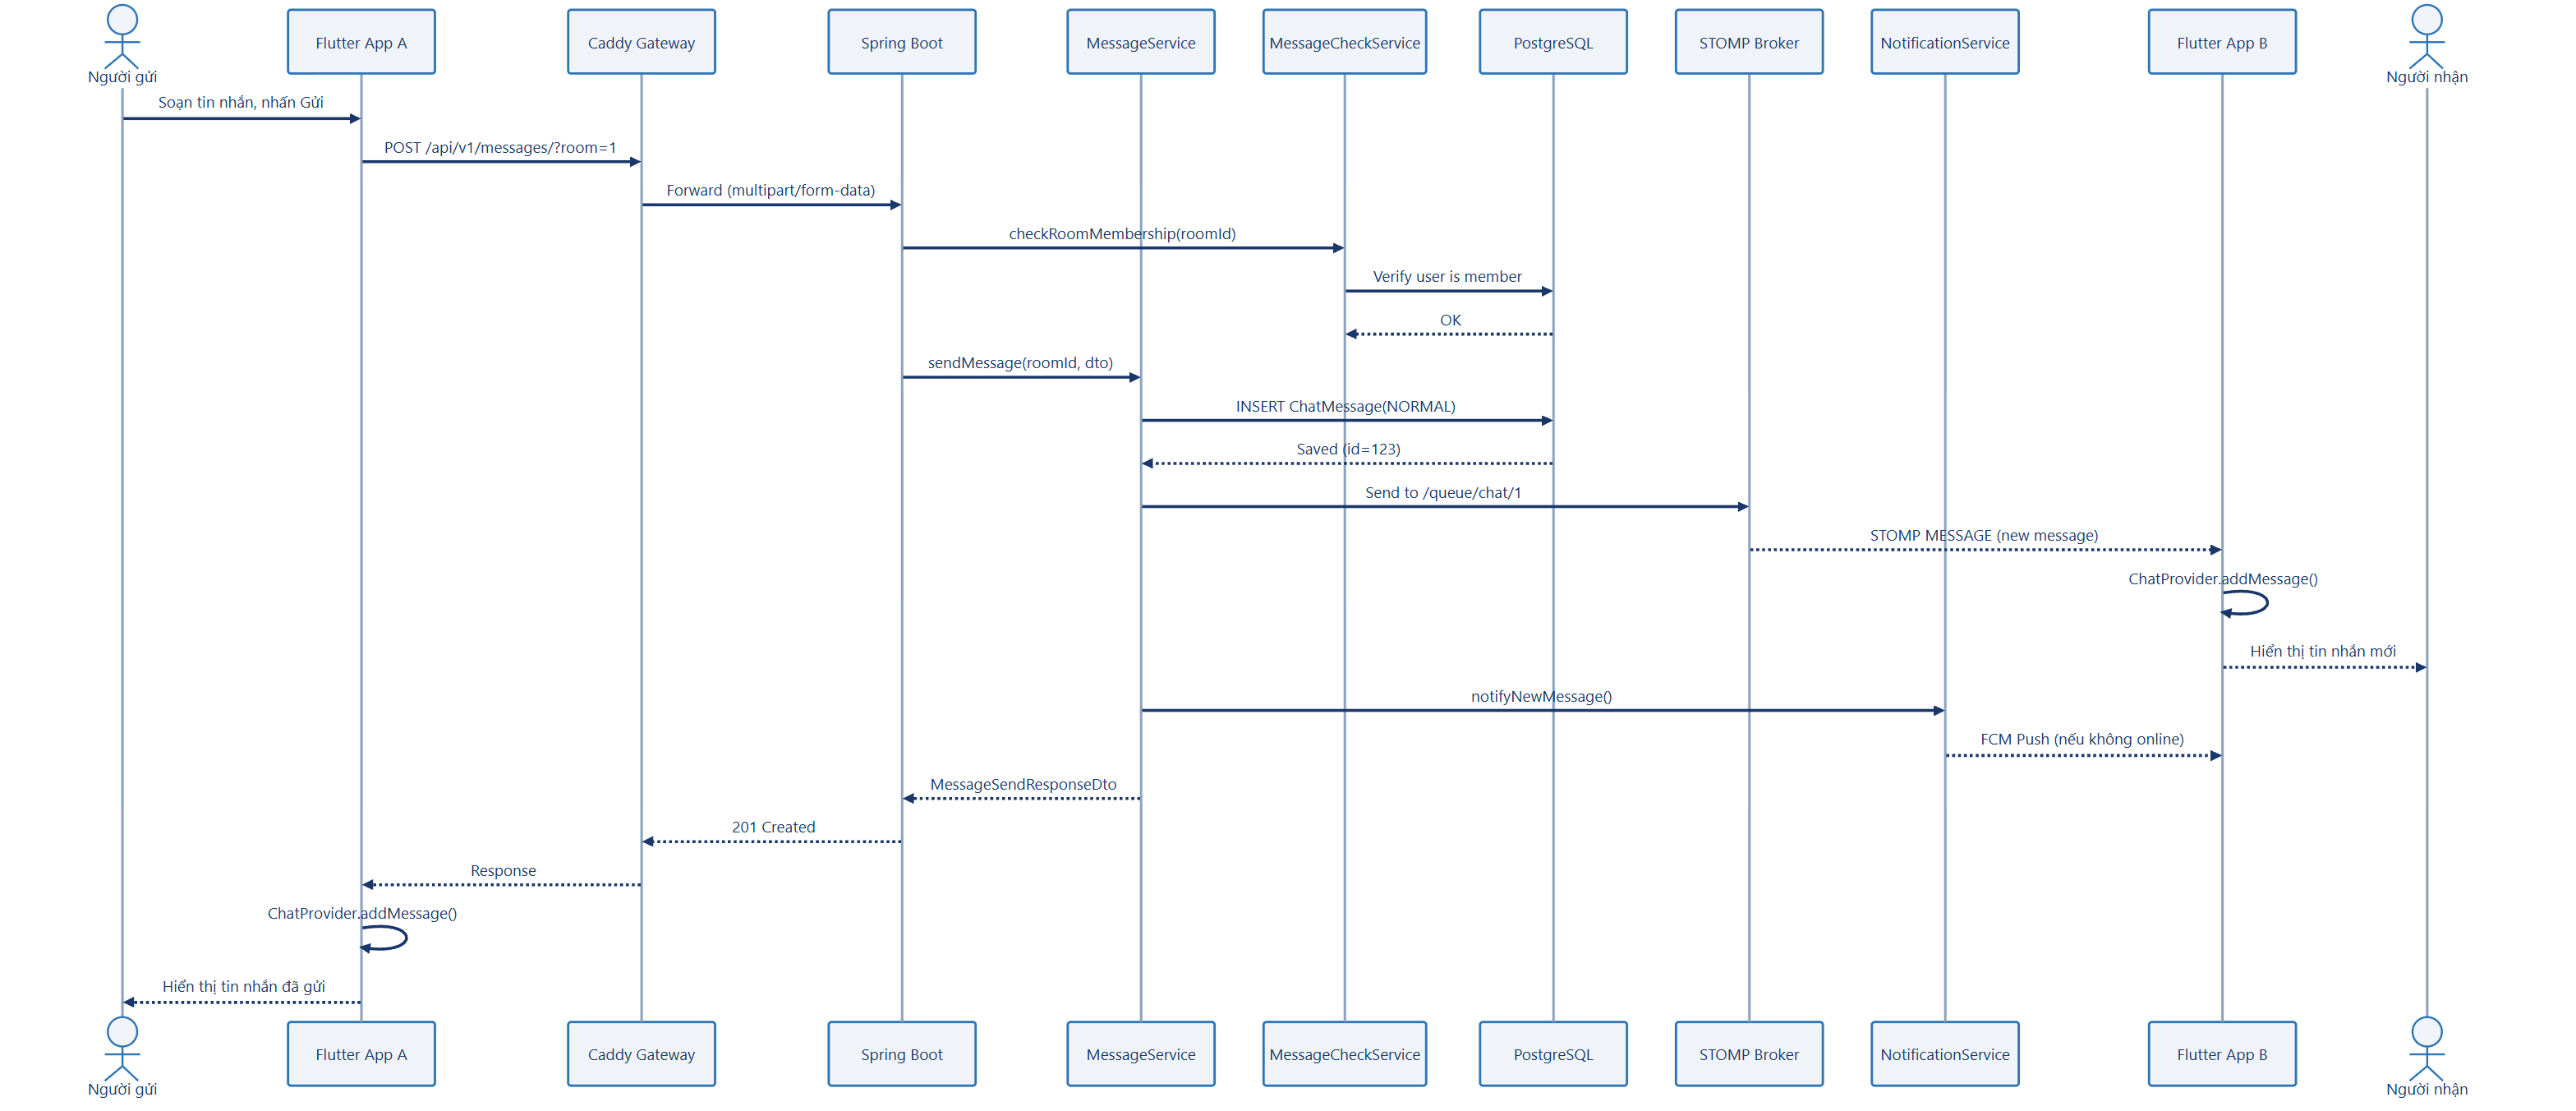 Người gửi
Flutter App A
Caddy Gateway
Spring Boot
MessageService
MessageCheckService
PostgreSQL
STOMP Broker
NotificationService
Flutter App B
Người nhận
Soạn tin nhắn, nhấn Gửi
POST /api/v1/messages/?room=1
Forward (multipart/form-data)
checkRoomMembership(roomId)
Verify user is member
OK
sendMessage(roomId, dto)
INSERT ChatMessage(NORMAL)
Saved (id=123)
Send to /queue/chat/1
STOMP MESSAGE (new message)
ChatProvider.addMessage()
Hiển thị tin nhắn mới
notifyNewMessage()
FCM Push (nếu không online)
MessageSendResponseDto
201 Created
Response
ChatProvider.addMessage()
Hiển thị tin nhắn đã gửi
Người gửi
Flutter App A
Caddy Gateway
Spring Boot
MessageService
MessageCheckService
PostgreSQL
STOMP Broker
NotificationService
Flutter App B
Người nhận